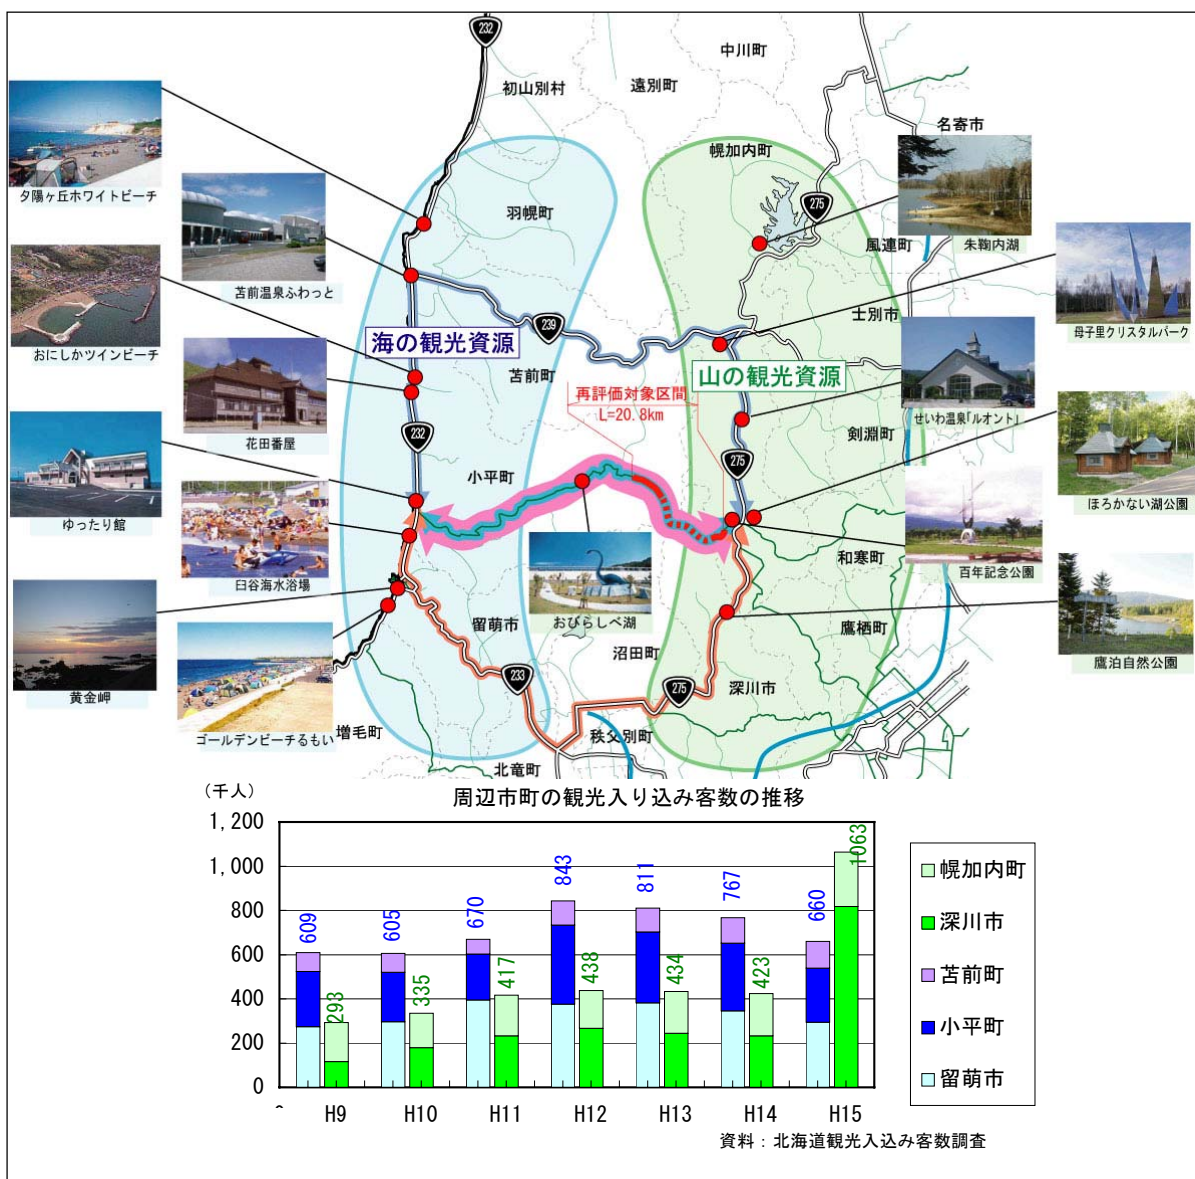 232
中川町
初山別村
遠別町
名寄市
幌加内町
夕陽ヶ丘ホワイトビーチ
275
羽幌町
風連町
朱鞠内湖
苫前温泉ふわっと
士別市
239
海の観光資源
母子里クリスタルパーク
おにしかツインビーチ
苫前町
山の観光資源
再評価対象区間
L=20.8km
せいわ温泉「ルオント」
232
剣淵町
花田番屋
275
小平町
ゆったり館
ほろかない湖公園
和寒町
百年記念公園
臼谷海水浴場
おびらしべ湖
留萌市
鷹栖町
沼田町
鷹泊自然公園
黄金岬
233
275
深川市
増毛町
ゴールデンビーチるもい
秩父別町
北竜町
(千人)
周辺市町の観光入り込み客数の推移
1,200
1,000
800
600
400
200
0
609
293
605
335
670
417
843
438
811
434
767
423
660
1063
H9
H10
H11
H12
H13
H14
H15
幌加内町
深川市
苫前町
小平町
留萌市
資料：北海道観光入込み客数調査